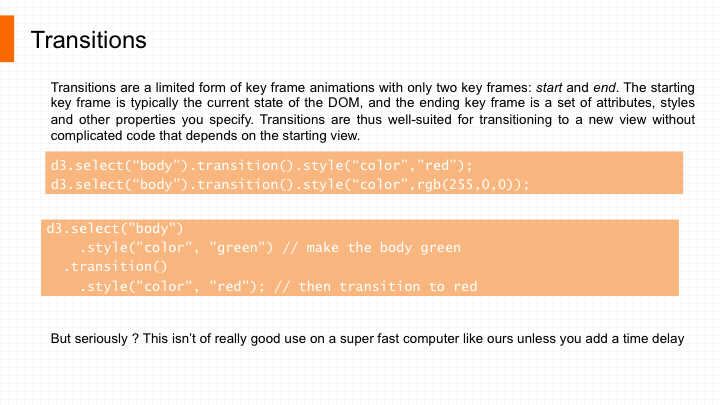 Transitions
Transitions are a limited form of key frame animations with only two key frames: start and end. The starting
key frame is typically the current state of the DOM, and the ending key frame is a set of attributes, styles
and other properties you specify. Transitions are thus well-suited for transitioning to a new view without
complicated code that depends on the starting view.
d3.select(“body”).transition().style(“color”,”red”);
d3.select(“body”).transition().style(“color”,rgb(255,0,0));
d3.select("body")
    .style("color", "green") // make the body green
  .transition()
    .style("color", "red"); // then transition to red
But seriously ? This isn’t of really good use on a super fast computer like ours unless you add a time delay